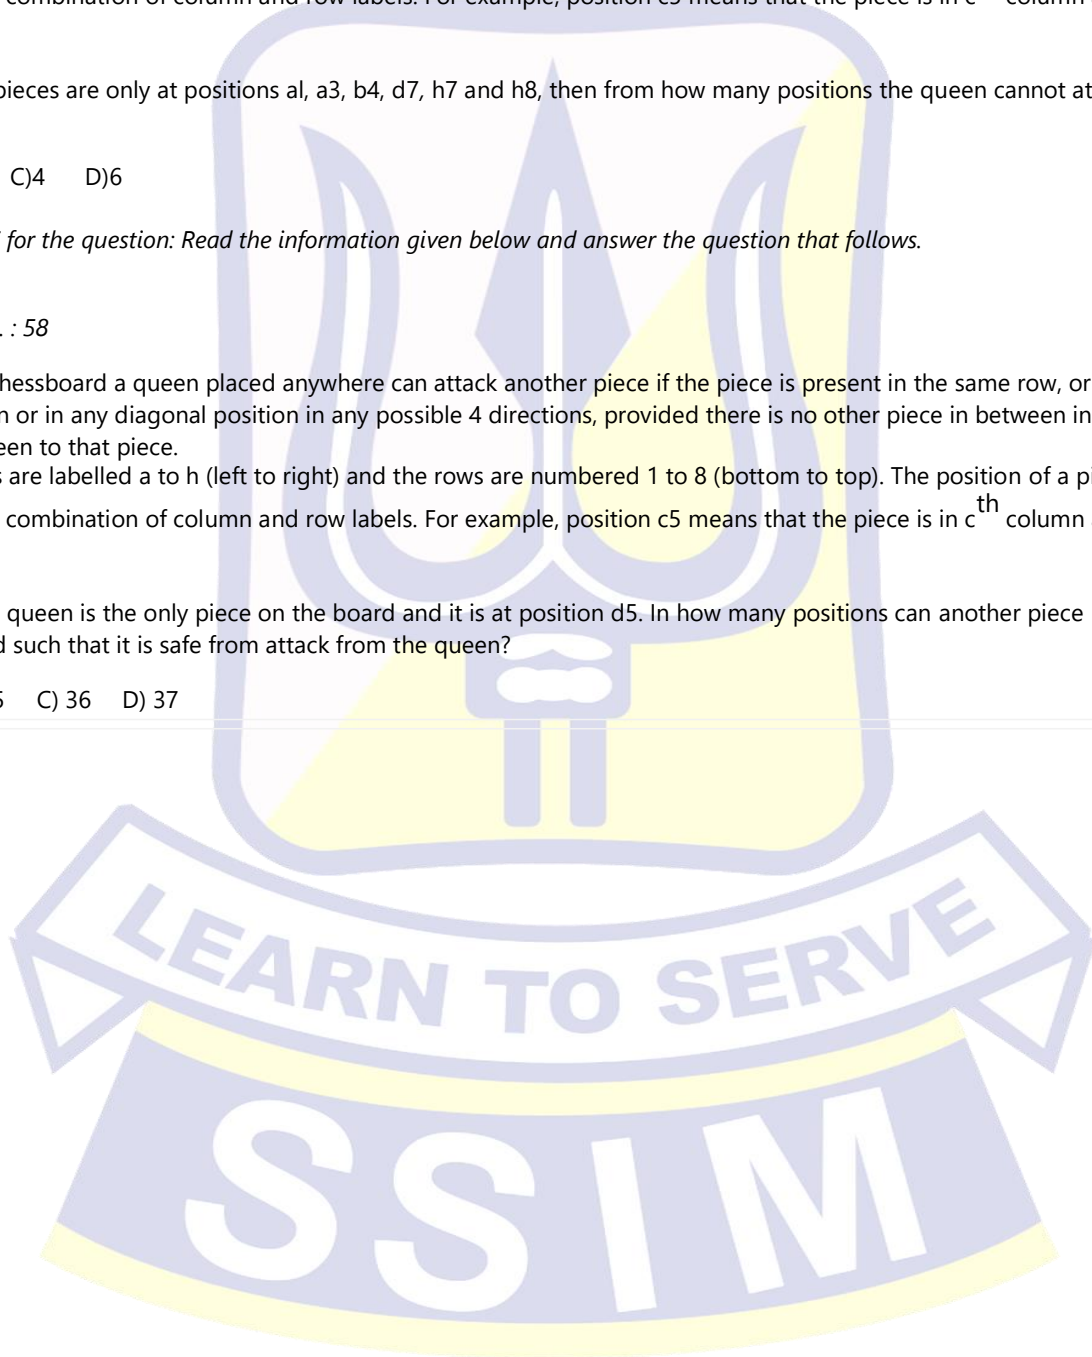 combination of column and row labels. For example, position c5 means that the piece is in c column
pieces are only at positions al, a3, b4, d7, h7 and h8, then from how many positions the queen cannot at
C)4 D)6
for the question: Read the information given below and answer the question that follows.
. : 58
hessboard a queen placed anywhere can attack another piece if the piece is present in the same row, or
n or in any diagonal position in any possible 4 directions, provided there is no other piece in between in
een to that piece.
s are labelled a to h (left to right) and the rows are numbered 1 to 8 (bottom to top). The position of a pi
combination of column and row labels. For example, position c5 means that the piece is in cth column
queen is the only piece on the board and it is at position d5. In how many positions can another piece
d such that it is safe from attack from the queen?
5 C) 36 D) 37
LEARN TO SERVE
SSIM